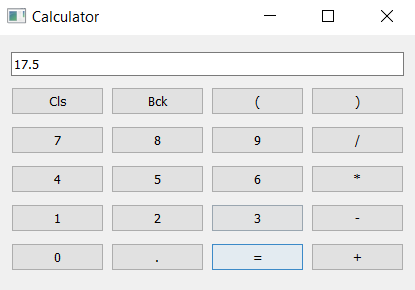 Calculator
17.5
Cls Bck ( )
7 8 9 /
4 5 6 *
1 2 3 -
0 . = +